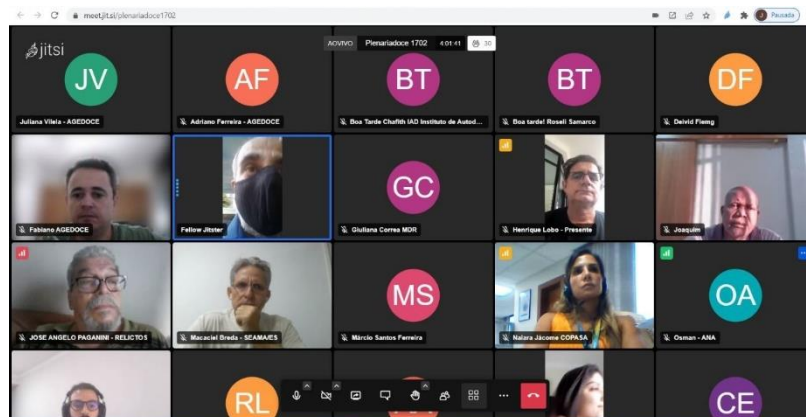 meet.jit.si/plenariadoce1702
Pausada
jitsi
AO VIVO Plenariadoce 1702 4:01:41 30
JV
AF
BT
BT
DF
Juliana Vilela - AGEDOCE
Adriano Ferreira - AGEDOCE
Boa Tarde Chafith IAD Instituto de Autod...
Boa tarde! Roseli Samarco
Deivid Fiemg
GC
Fabiano AGEDOCE
Fellow Jitster
Giuliana Correa MDR
Henrique Lobo - Presente
Joaquim
MS
OA
JOSE ANGELO PAGANINI - RELICTOS
Macaciel Breda - SEAMA/ES
Márcio Santos Ferreira
Naiara Jácome COPASA
Osman - ANA
RL
CE